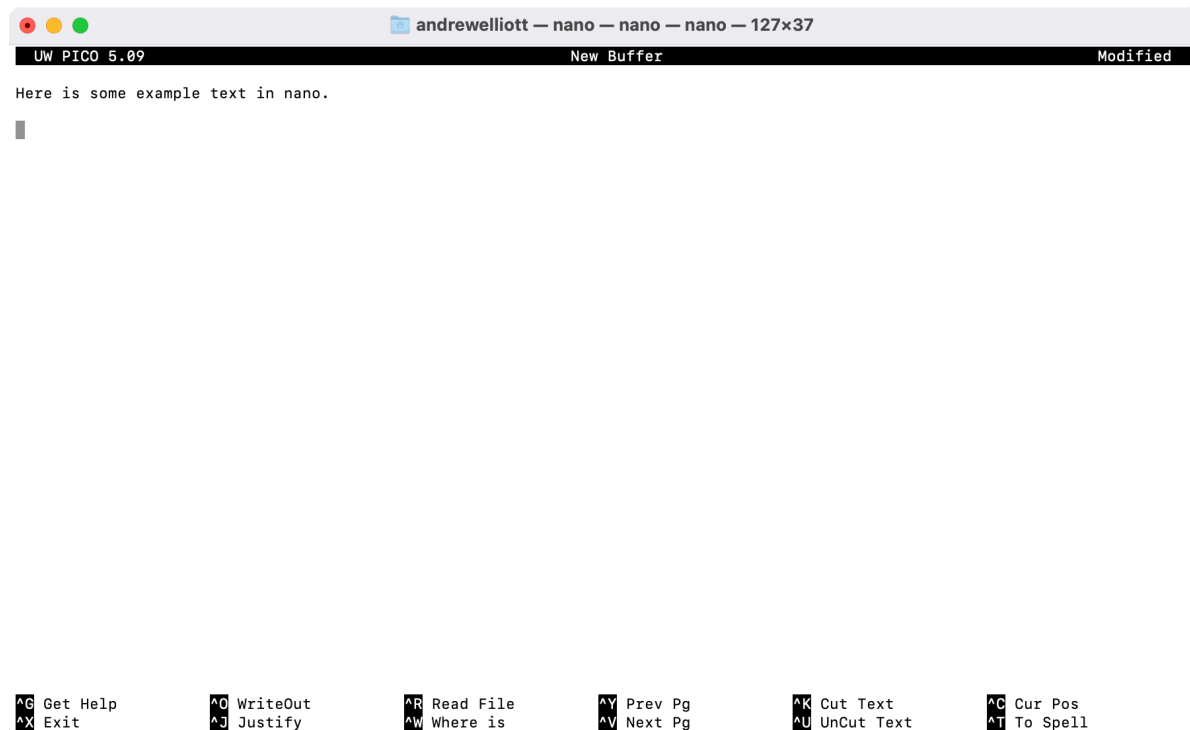 andrewelliott — nano — nano — nano — 127×37
UW PICO 5.09 New Buffer Modified
Here is some example text in nano.
^G Get Help ^O WriteOut ^R Read File ^Y Prev Pg ^K Cut Text ^C Cur Pos
^X Exit ^J Justify ^W Where is ^V Next Pg ^U UnCut Text ^T To Spell